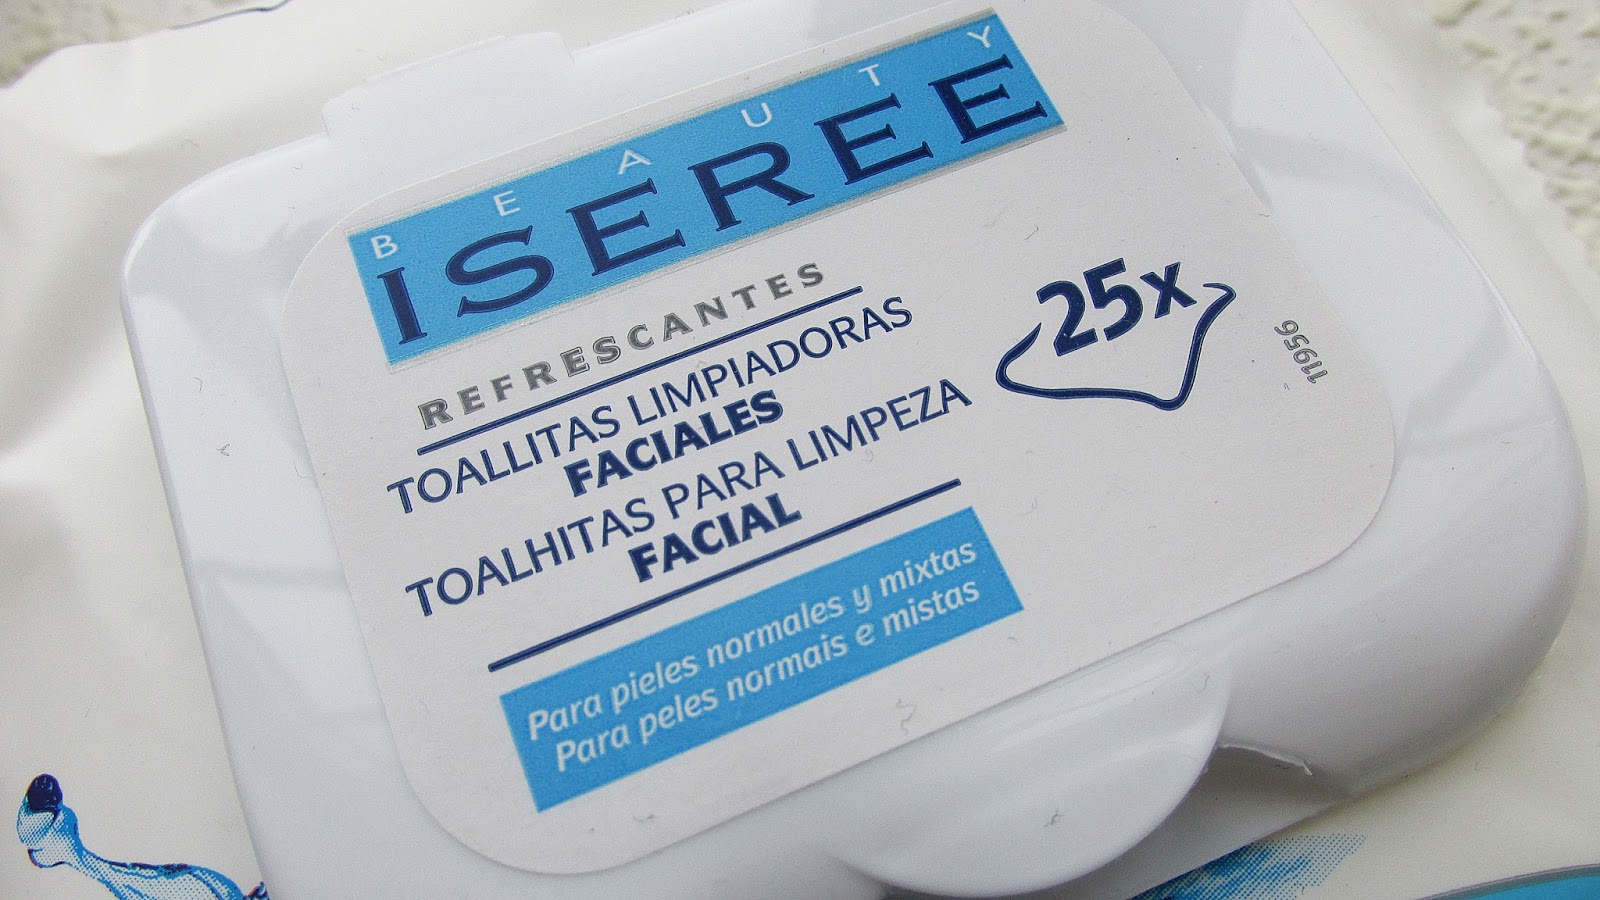 BEAUTY
ISEREE
REFRESCANTES
TOALLITAS LIMPIADORAS
FACIALES
TOALHITAS PARA LIMPEZA
FACIAL
25x
11956
Para pieles normales y mixtas
Para peles normais e mistas